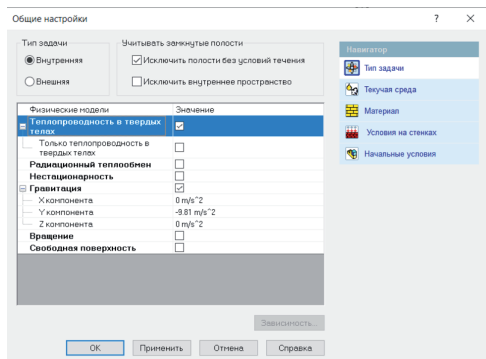 Общие настройки
? ×
Тип задачи
Внутренняя
Внешняя
Учитывать замкнутые полости
Исключить полости без условий течения
Исключить внутреннее пространство
Физические модели Значение
Теплопроводность в твердых
телах
Только теплопроводность в
твердых телах
Радиационный теплообмен
Нестационарность
Гравитация
X компонента 0 m/s^2
Y компонента -9.81 m/s^2
Z компонента 0 m/s^2
Вращение
Свободная поверхность
Зависимость...
OK Применить Отмена Справка
Навигатор
Тип задачи
Текучая среда
Материал
Условия на стенках
Начальные условия